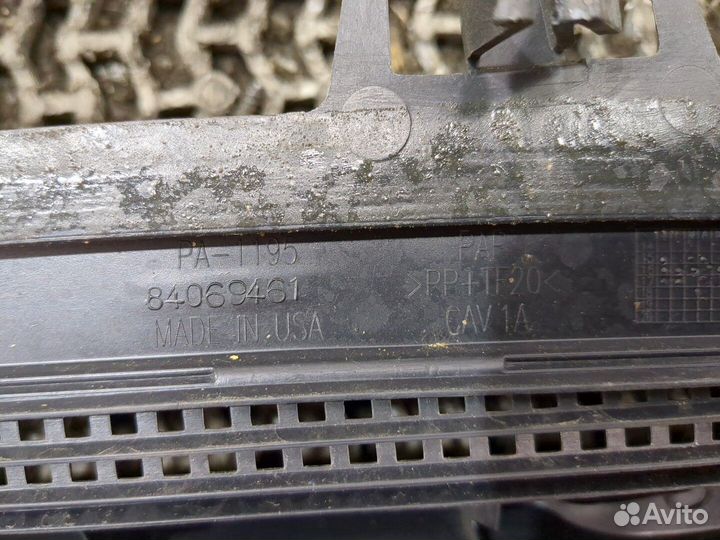 PA-1195
84069461
MADE IN USA
PAP
>PP+TF20<
CAV 1A
Avito